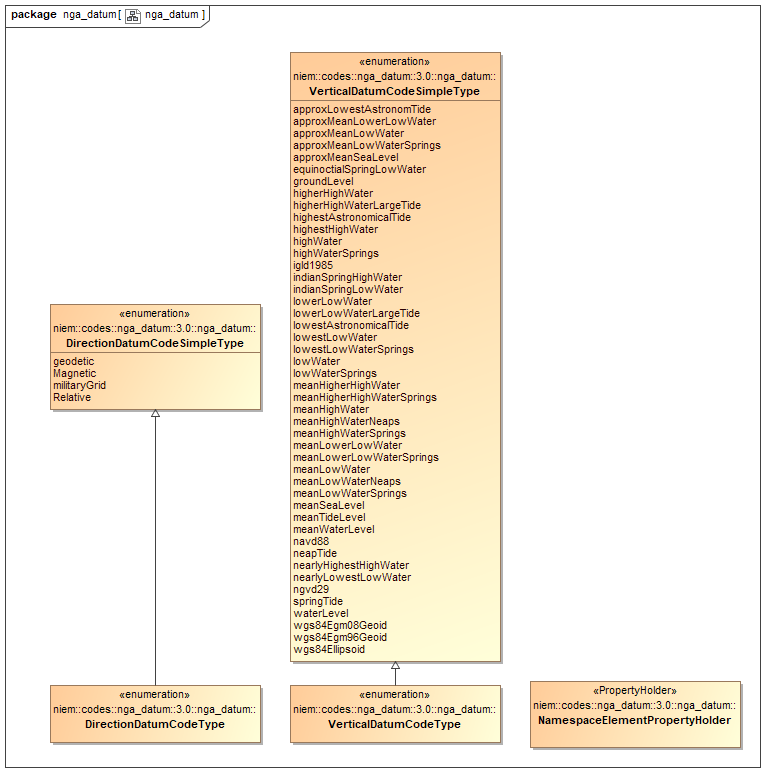 package nga_datum[ nga_datum ]
«enumeration»
niem::codes::nga_datum::3.0::nga_datum::
VerticalDatumCodeSimpleType
approxLowestAstronomTide
approxMeanLowerLowWater
approxMeanLowWater
approxMeanLowWaterSprings
approxMeanSeaLevel
equinoctialSpringLowWater
groundLevel
higherHighWater
higherHighWaterLargeTide
highestAstronomicalTide
highestHighWater
highWater
highWaterSprings
igld1985
indianSpringHighWater
indianSpringLowWater
lowerLowWater
lowerLowWaterLargeTide
lowestAstronomicalTide
lowestLowWater
lowestLowWaterSprings
lowWater
lowWaterSprings
meanHigherHighWater
meanHigherHighWaterSprings
meanHighWater
meanHighWaterNeaps
meanHighWaterSprings
meanLowerLowWater
meanLowerLowWaterSprings
meanLowWater
meanLowWaterNeaps
meanLowWaterSprings
meanSeaLevel
meanTideLevel
meanWaterLevel
navd88
neapTide
nearlyHighestHighWater
nearlyLowestLowWater
ngvd29
springTide
waterLevel
wgs84Egm08Geoid
wgs84Egm96Geoid
wgs84Ellipsoid
«enumeration»
niem::codes::nga_datum::3.0::nga_datum::
DirectionDatumCodeSimpleType
geodetic
Magnetic
militaryGrid
Relative
«enumeration»
niem::codes::nga_datum::3.0::nga_datum::
DirectionDatumCodeType
«enumeration»
niem::codes::nga_datum::3.0::nga_datum::
VerticalDatumCodeType
«PropertyHolder»
niem::codes::nga_datum::3.0::nga_datum::
NamespaceElementPropertyHolder